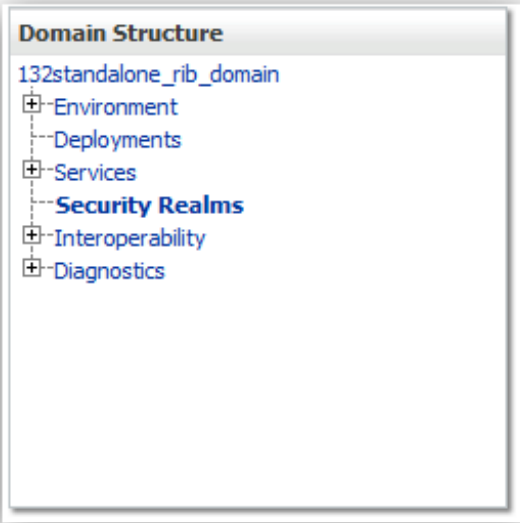 Domain Structure
132standalone_rib_domain
Environment
Deployments
Services
Security Realms
Interoperability
Diagnostics